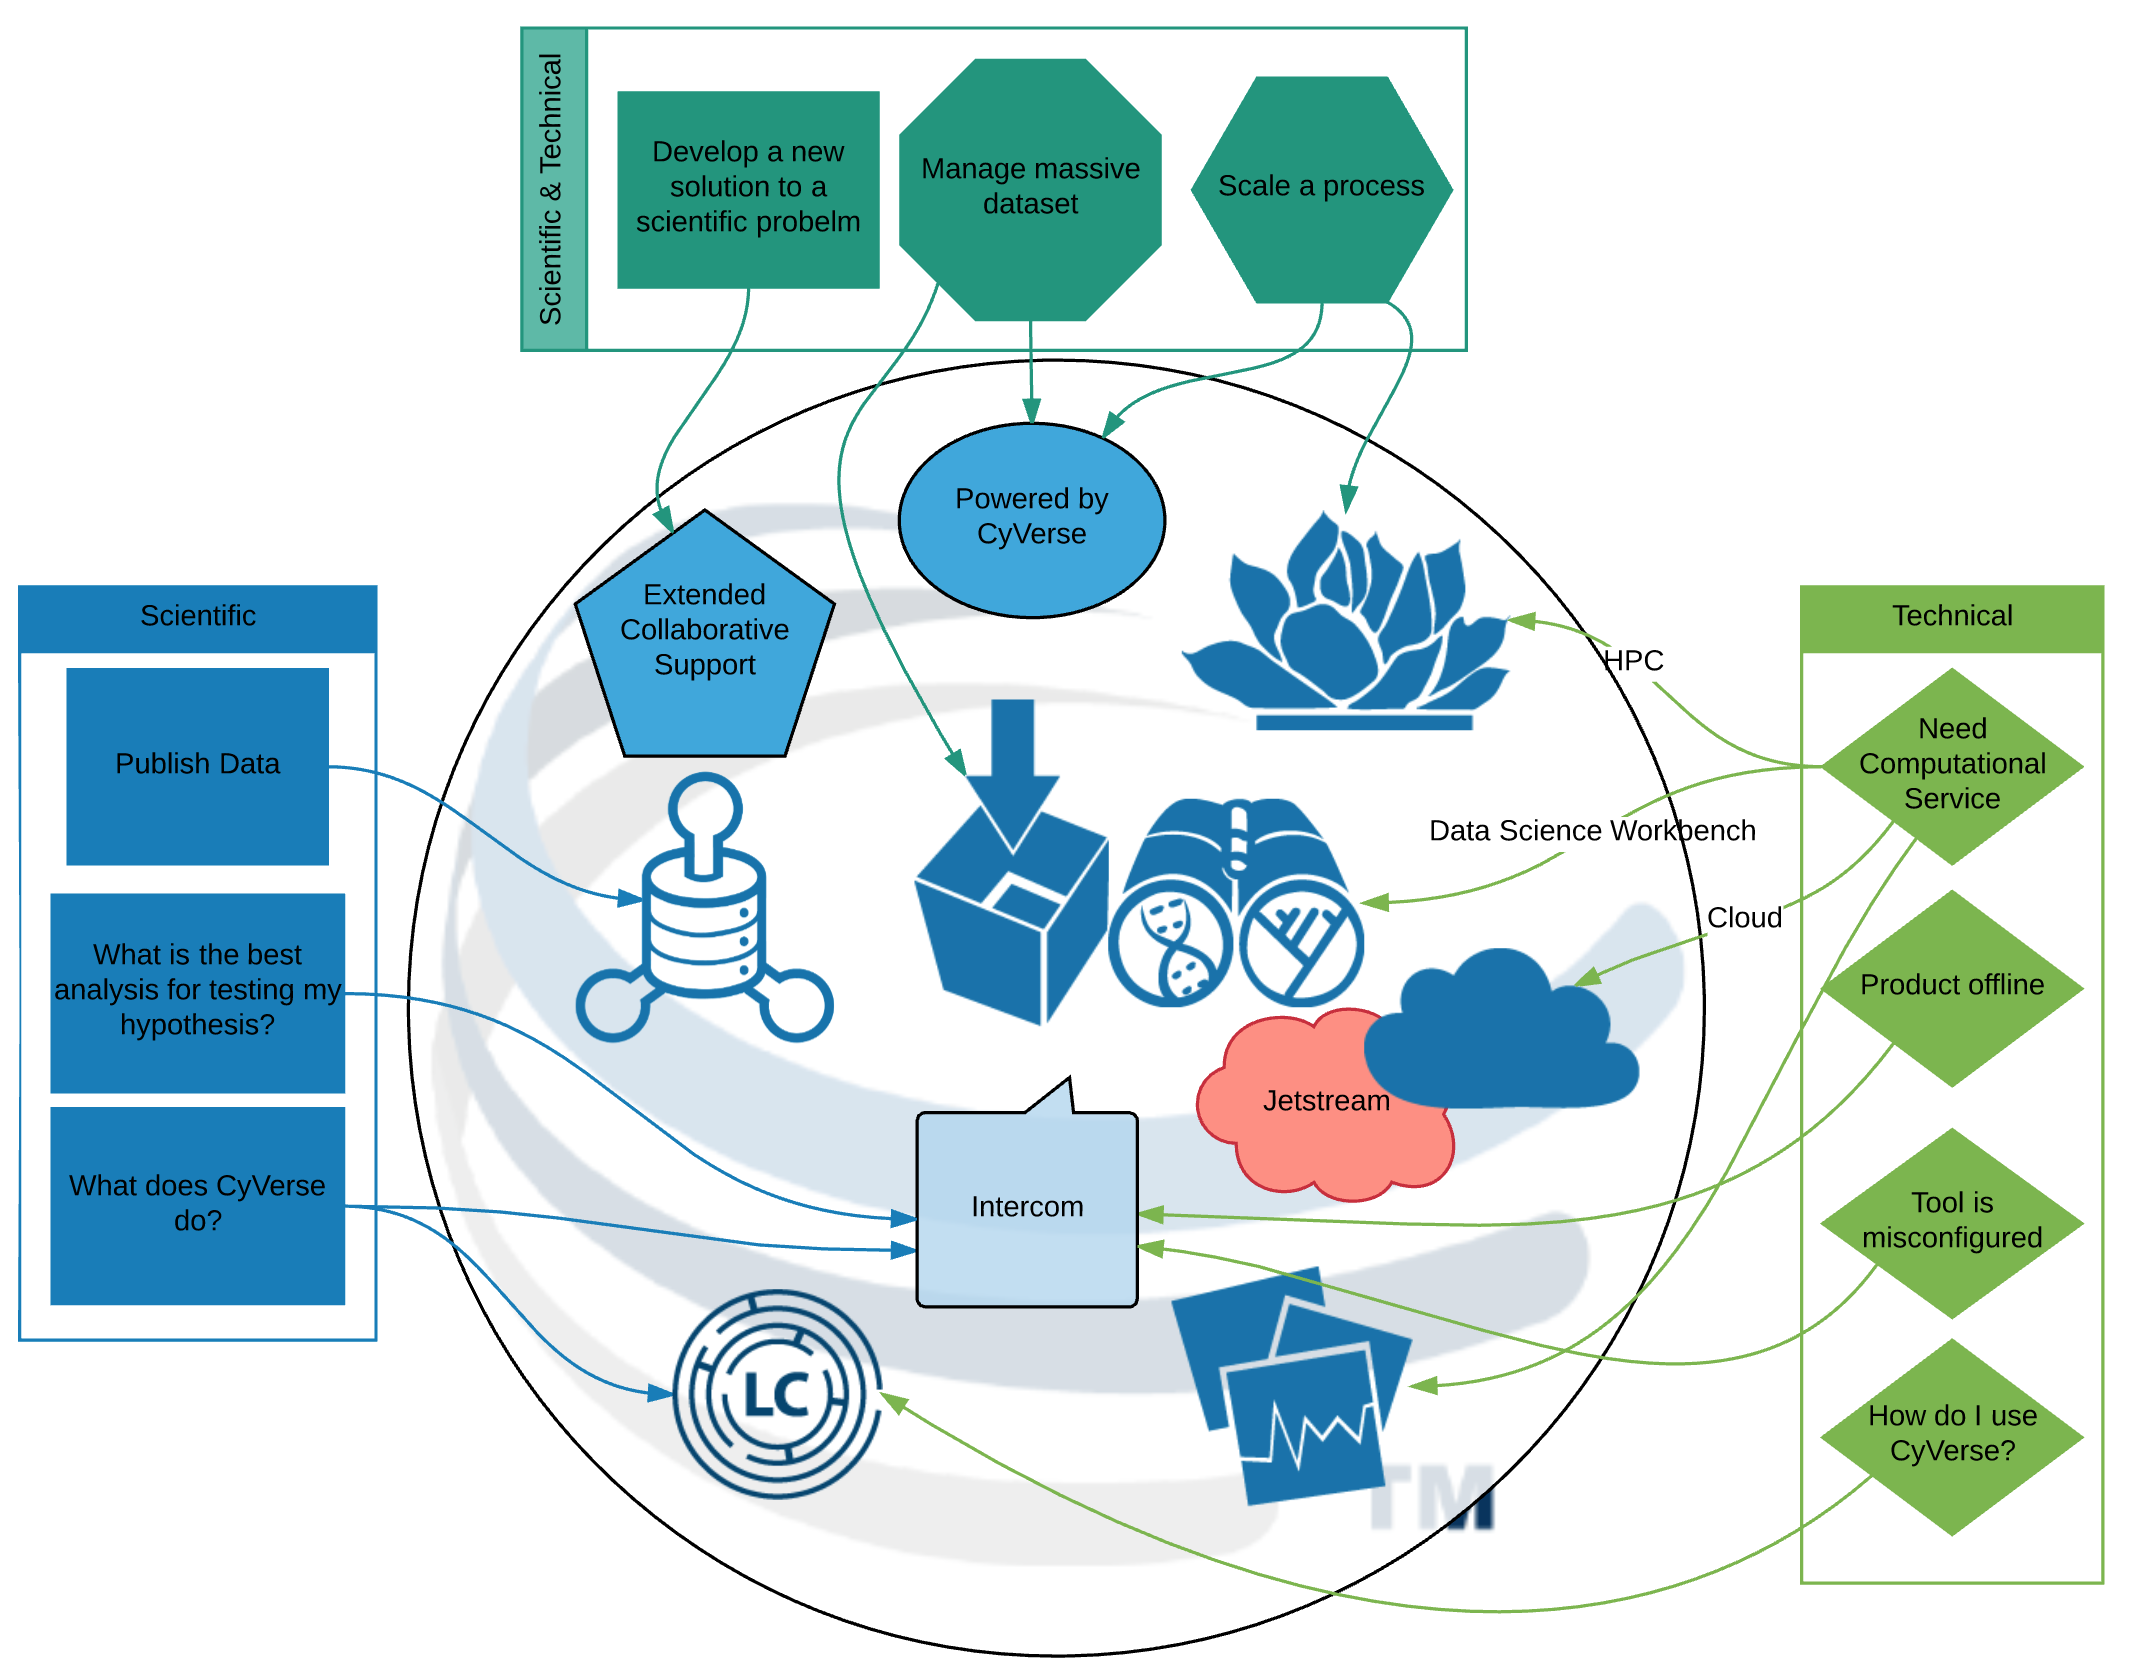 Scientific & Technical
Develop a new
solution to a
scientific probelm
Manage massive
dataset
Scale a process
Powered by
CyVerse
Extended
Collaborative
Support
Scientific
Publish Data
What is the best
analysis for testing my
hypothesis?
What does CyVerse
do?
Technical
Need
Computational
Service
Product offline
Tool is
misconfigured
How do I use
CyVerse?
HPC
Data Science Workbench
Cloud
Jetstream
Intercom
LC
TM